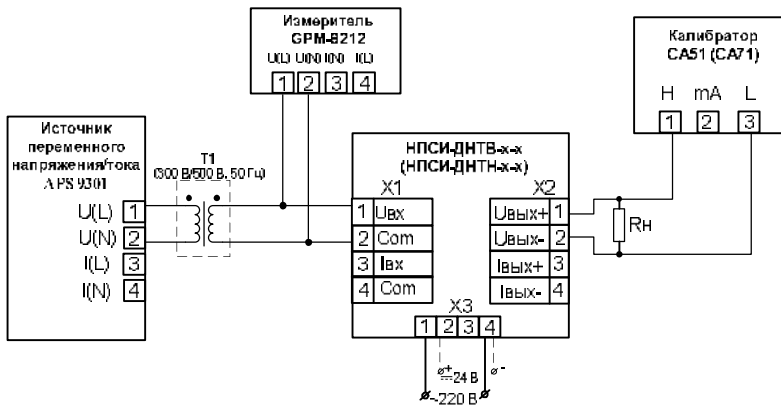 Измеритель
GPM-8212
U(L) U(N) I(N) I(L)
1 2 3 4
Калибратор
CA51 (CA71)
H mA L
1 2 3
Источник
переменного
напряжения/тока
APS 9301
U(L) 1
U(N) 2
I(L) 3
I(N) 4
T1
(300 В/500 В, 50 Гц)
НПСИ-ДНТВ-х-х
(НПСИ-ДНТН-х-х)
X1
1 Uвх
2 Com
3 Iвх
4 Com
X2
Uвых+ 1
Uвых- 2
Iвых+ 3
Iвых- 4
Rн
X3
1 2 3 4
+ 24 В -
~220 В